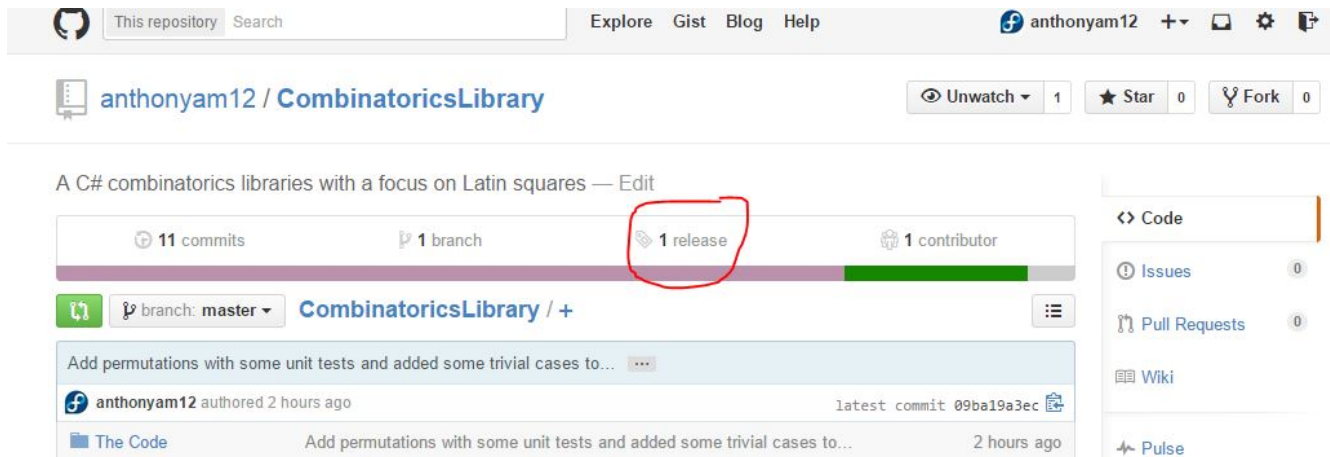 This repository Search Explore Gist Blog Help anthonyam12
anthonyam12 / CombinatoricsLibrary Unwatch 1 Star 0 Fork 0
A C# combinatorics libraries with a focus on Latin squares — Edit
<> Code
11 commits 1 branch 1 release 1 contributor
Issues 0
branch: master CombinatoricsLibrary / +
Pull Requests 0
Add permutations with some unit tests and added some trivial cases to… ...
Wiki
anthonyam12 authored 2 hours ago latest commit 09ba19a3ec
The Code Add permutations with some unit tests and added some trivial cases to… 2 hours ago
Pulse